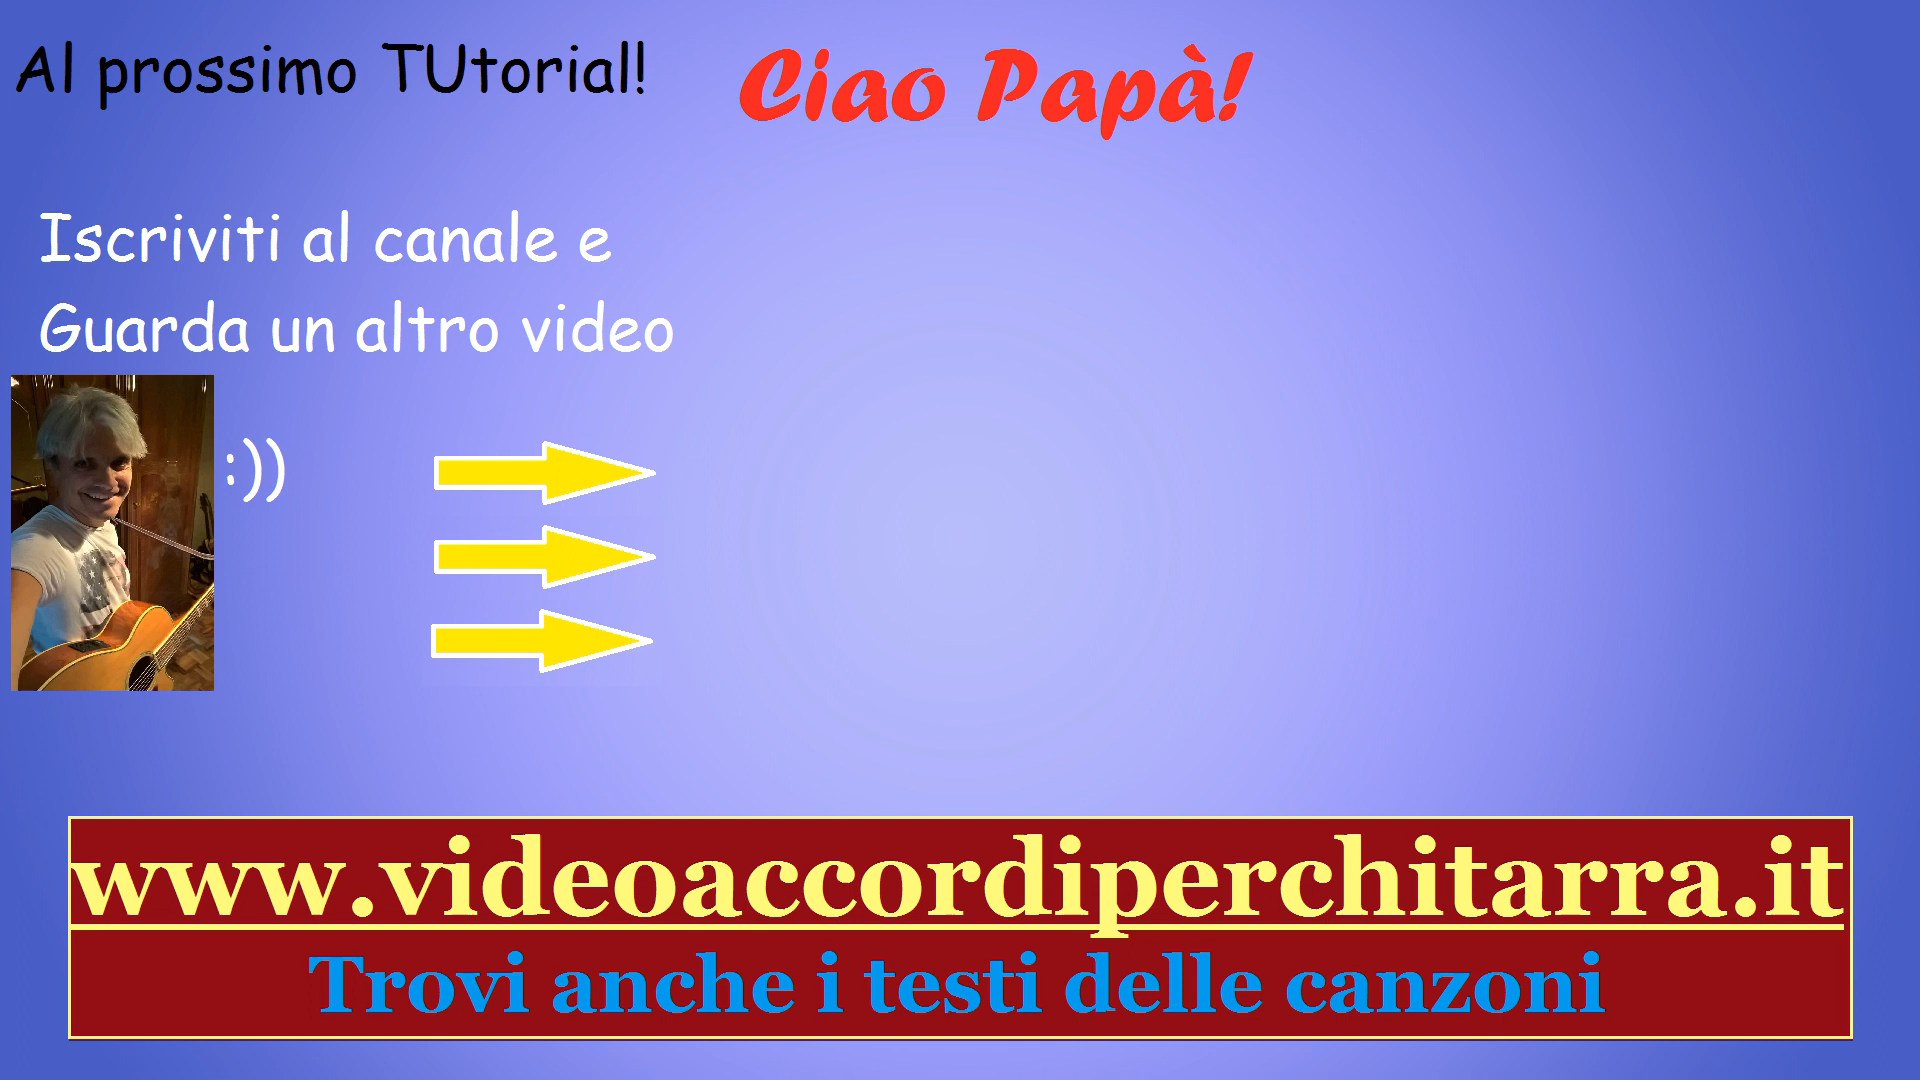 Al prossimo TUtorial!
Ciao Papà!
Iscriviti al canale e
Guarda un altro video
:))
www.videoaccordiperchitarra.it
Trovi anche i testi delle canzoni